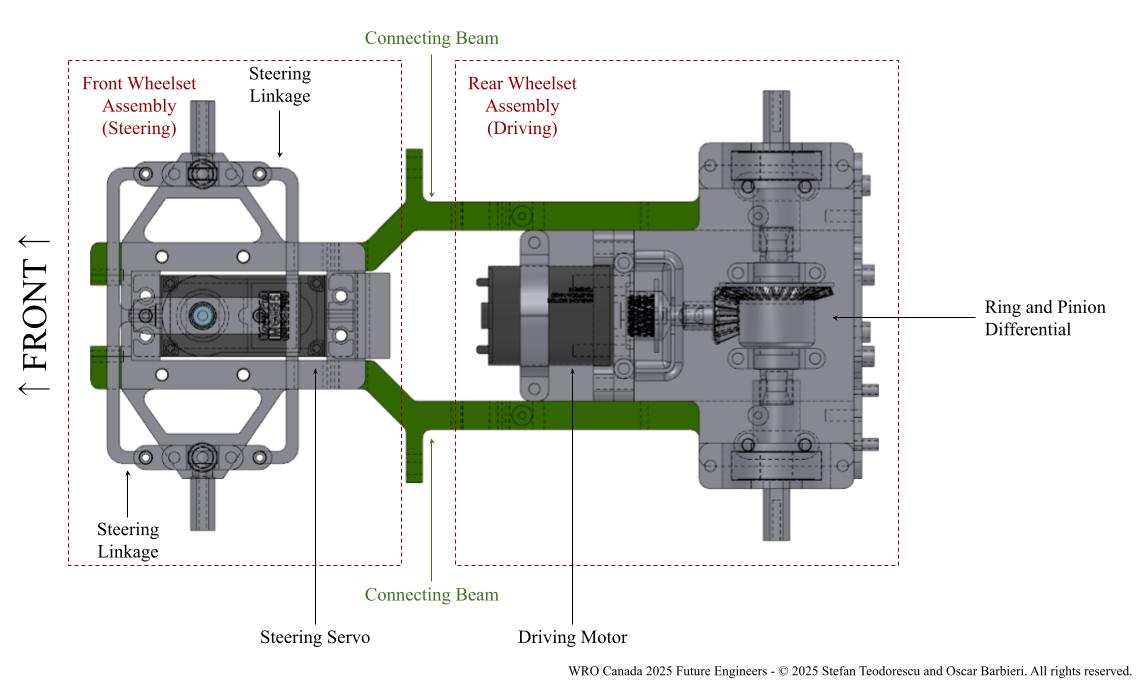 Connecting Beam
Front Wheelset
Assembly
(Steering)
Steering
Linkage
Rear Wheelset
Assembly
(Driving)
↑ FRONT ↑
Ring and Pinion
Differential
Steering
Linkage
Connecting Beam
Steering Servo
Driving Motor
WRO Canada 2025 Future Engineers - © 2025 Stefan Teodorescu and Oscar Barbieri. All rights reserved.